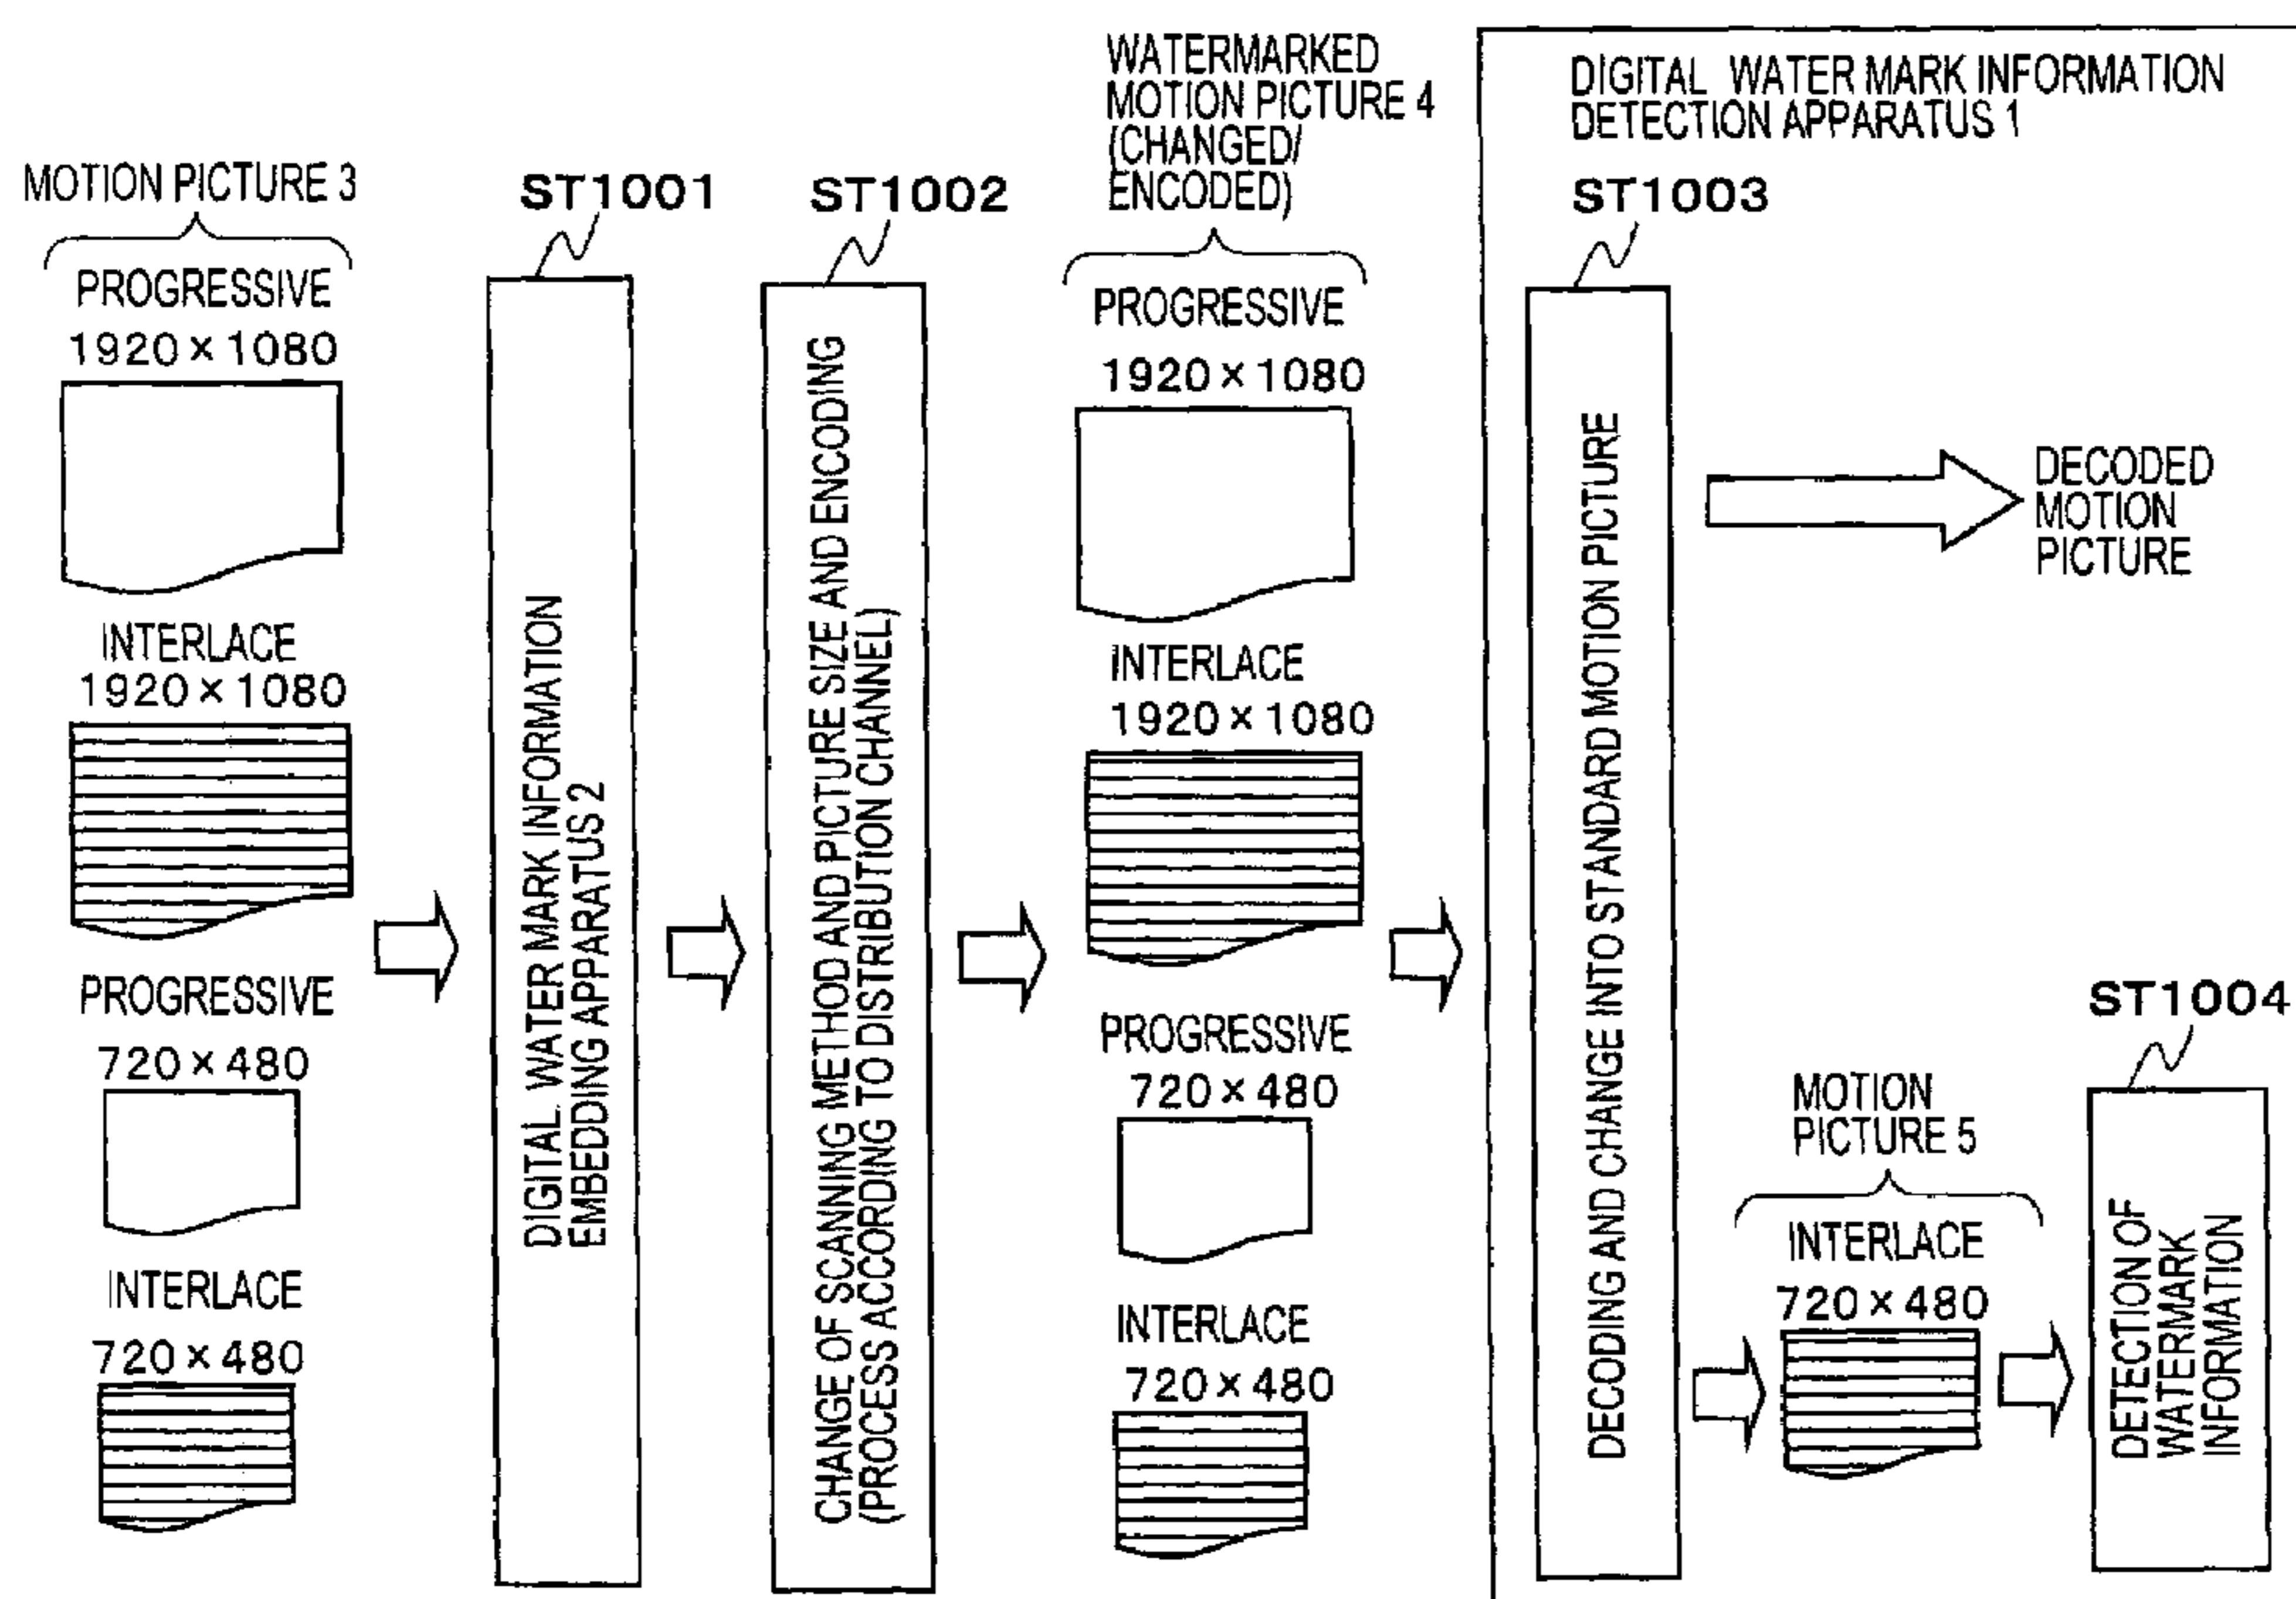 MOTION PICTURE 3
PROGRESSIVE
1920 × 1080
INTERLACE
1920 × 1080
PROGRESSIVE
720 × 480
INTERLACE
720 × 480
ST1001
DIGITAL WATER MARK INFORMATION
EMBEDDING APPARATUS 2
ST1002
CHANGE OF SCANNING METHOD AND PICTURE SIZE AND ENCODING
(PROCESS ACCORDING TO DISTRIBUTION CHANNEL)
WATERMARKED
MOTION PICTURE 4
(CHANGED/
ENCODED)
PROGRESSIVE
1920 × 1080
INTERLACE
1920 × 1080
PROGRESSIVE
720 × 480
INTERLACE
720 × 480
DIGITAL WATER MARK INFORMATION
DETECTION APPARATUS 1
ST1003
DECODING AND CHANGE INTO STANDARD MOTION PICTURE
DECODED
MOTION
PICTURE
MOTION
PICTURE 5
INTERLACE
720 × 480
ST1004
DETECTION OF
WATERMARK
INFORMATION